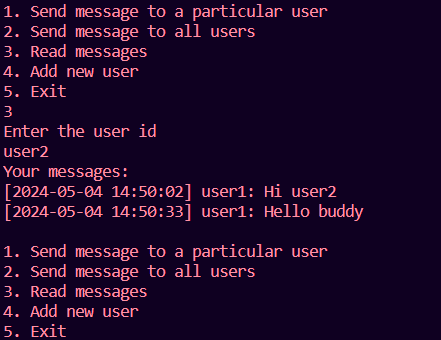 1. Send message to a particular user
2. Send message to all users
3. Read messages
4. Add new user
5. Exit
3
Enter the user id
user2
Your messages:
[2024-05-04 14:50:02] user1: Hi user2
[2024-05-04 14:50:33] user1: Hello buddy

1. Send message to a particular user
2. Send message to all users
3. Read messages
4. Add new user
5. Exit